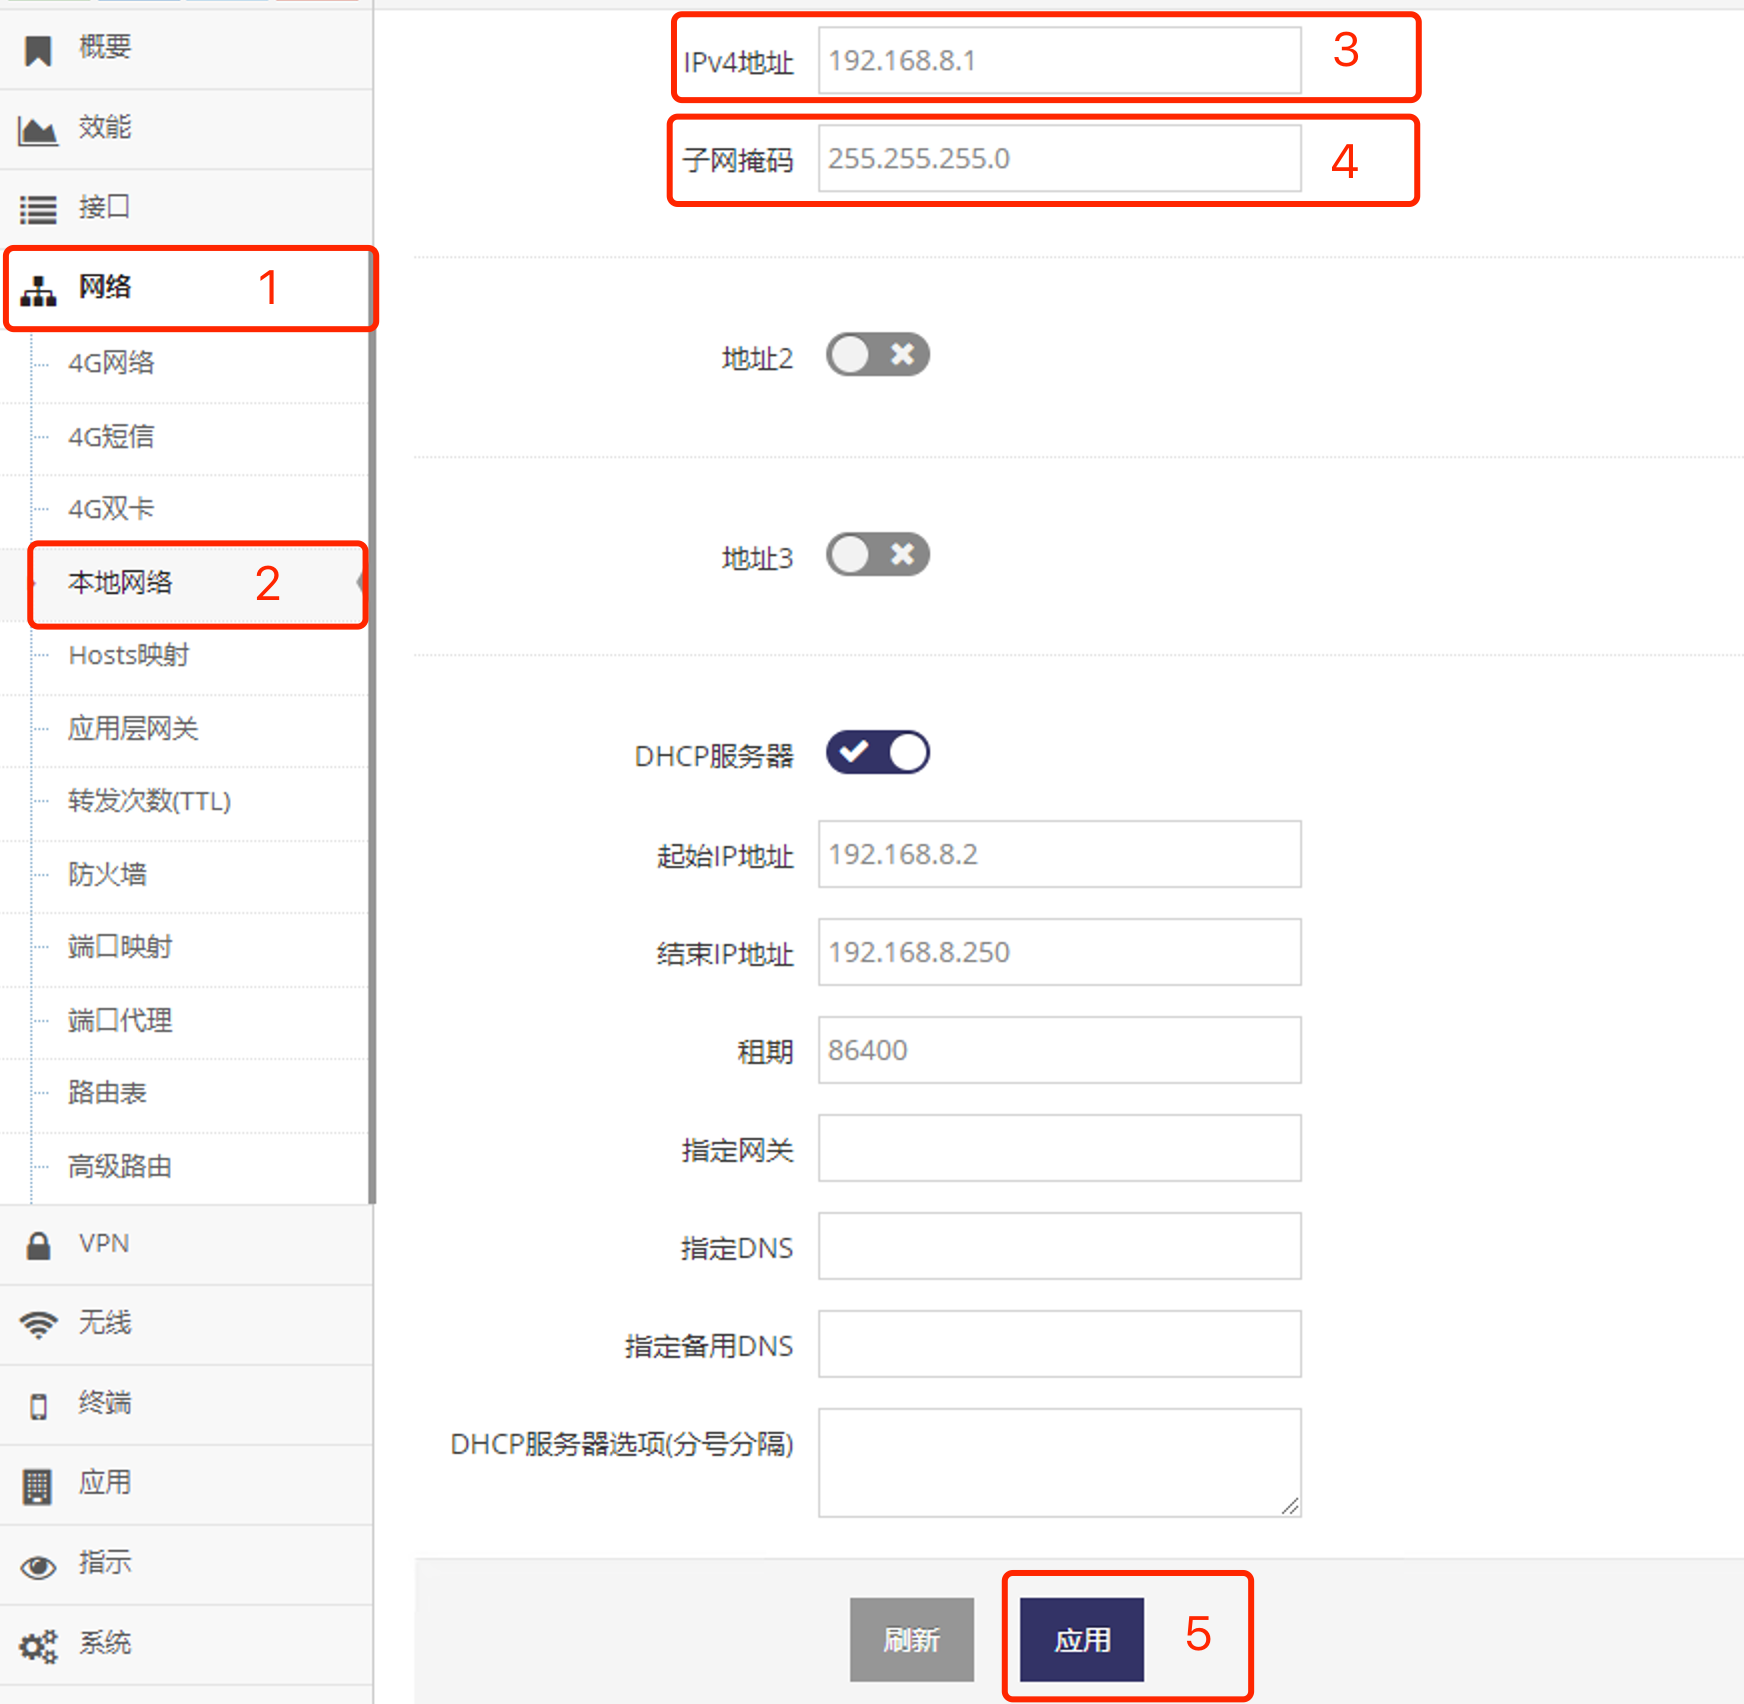 概要
效能
接口
网络 1
4G网络
4G短信
4G双卡
本地网络 2
Hosts映射
应用层网关
转发次数(TTL)
防火墙
端口映射
端口代理
路由表
高级路由
VPN
无线
终端
应用
指示
系统
IPv4地址 192.168.8.1 3
子网掩码 255.255.255.0 4
地址2
地址3
DHCP服务器
起始IP地址 192.168.8.2
结束IP地址 192.168.8.250
租期 86400
指定网关
指定DNS
指定备用DNS
DHCP服务器选项(分号分隔)
刷新 应用 5